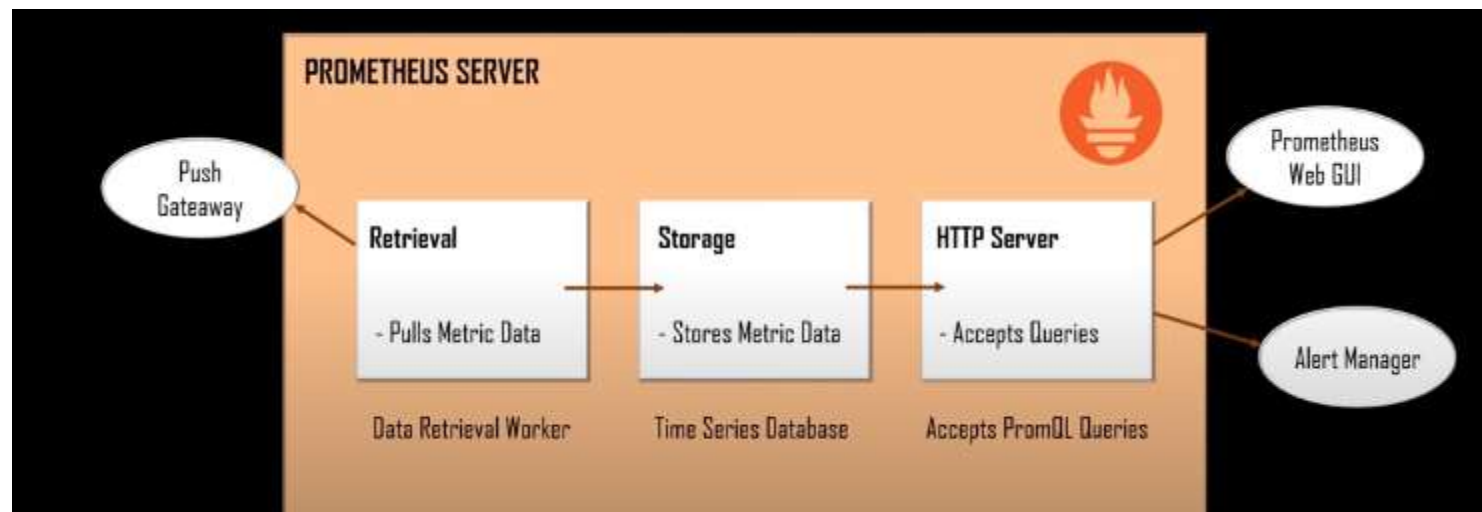 PROMETHEUS SERVER
Push
Gateaway
Prometheus
Web GUI
Retrieval
- Pulls Metric Data
Storage
- Stores Metric Data
HTTP Server
- Accepts Queries
Alert Manager
Data Retrieval Worker
Time Series Database
Accepts PromQL Queries